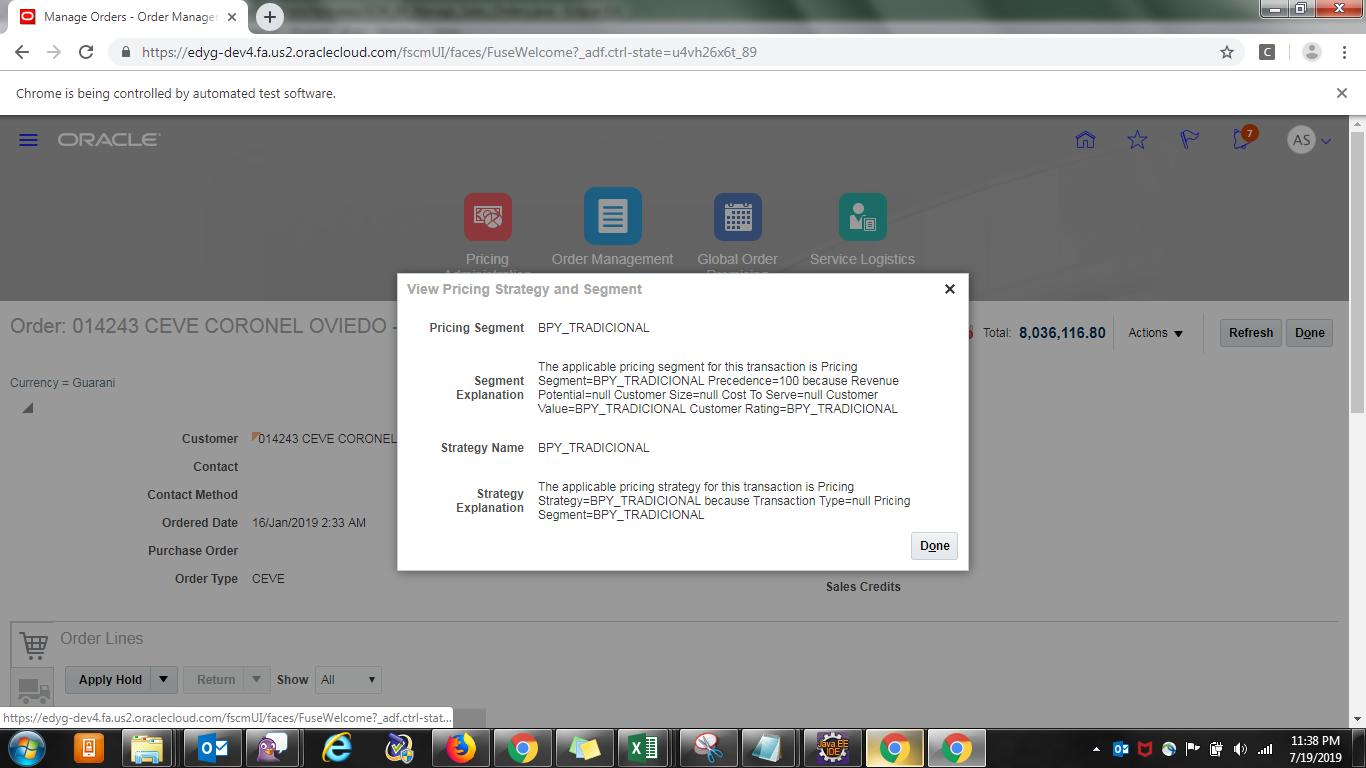 Manage Orders - Order Manager
https://edyg-dev4.fa.us2.oraclecloud.com/fscmUI/faces/FuseWelcome?_adf.ctrl-state=u4vh26x6t_89
C
Chrome is being controlled by automated test software.
ORACLE
7
AS
Pricing
Order Management
Global Order
Service Logistics
View Pricing Strategy and Segment
Order: 014243 CEVE CORONEL OVIEDO -
Total: 8,036,116.80
Actions
Refresh
Done
Currency = Guarani
Pricing Segment BPY_TRADICIONAL
Segment Explanation
The applicable pricing segment for this transaction is Pricing
Segment=BPY_TRADICIONAL Precedence=100 because Revenue
Potential=null Customer Size=null Cost To Serve=null Customer
Value=BPY_TRADICIONAL Customer Rating=BPY_TRADICIONAL
Strategy Name BPY_TRADICIONAL
Strategy Explanation
The applicable pricing strategy for this transaction is Pricing
Strategy=BPY_TRADICIONAL because Transaction Type=null Pricing
Segment=BPY_TRADICIONAL
Done
Customer 014243 CEVE CORONEL
Contact
Contact Method
Ordered Date 16/Jan/2019 2:33 AM
Purchase Order
Order Type CEVE
Sales Credits
Order Lines
Apply Hold
Return
Show All
https://edyg-dev4.fa.us2.oraclecloud.com/fscmUI/faces/FuseWelcome?_adf.ctrl-stat...
Java EE
IDE
11:38 PM
7/19/2019